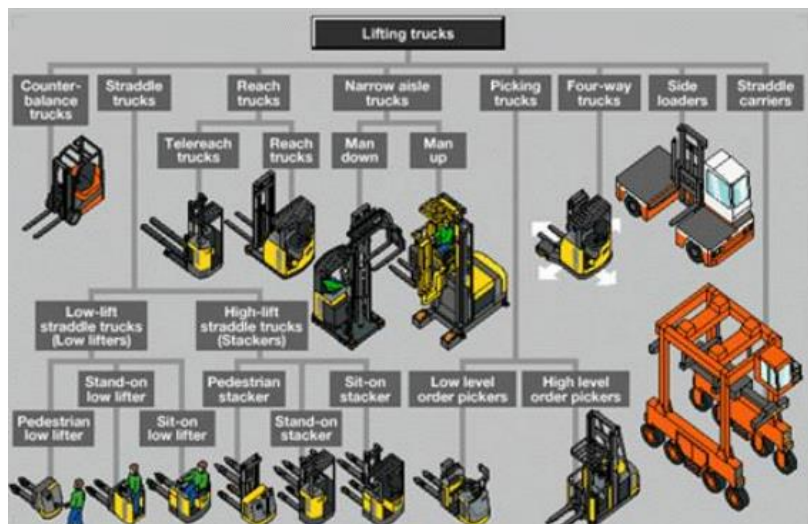 Lifting trucks
Counter-
balance
trucks
Straddle
trucks
Reach
trucks
Narrow aisle
trucks
Picking
trucks
Four-way
trucks
Side
loaders
Straddle
carriers
Telereach
trucks
Reach
trucks
Man
down
Man
up
Low-lift
straddle trucks
(Low lifters)
High-lift
straddle trucks
(Stackers)
Stand-on
low lifter
Pedestrian
stacker
Sit-on
stacker
Low level
order pickers
High level
order pickers
Pedestrian
low lifter
Sit-on
low lifter
Stand-on
stacker